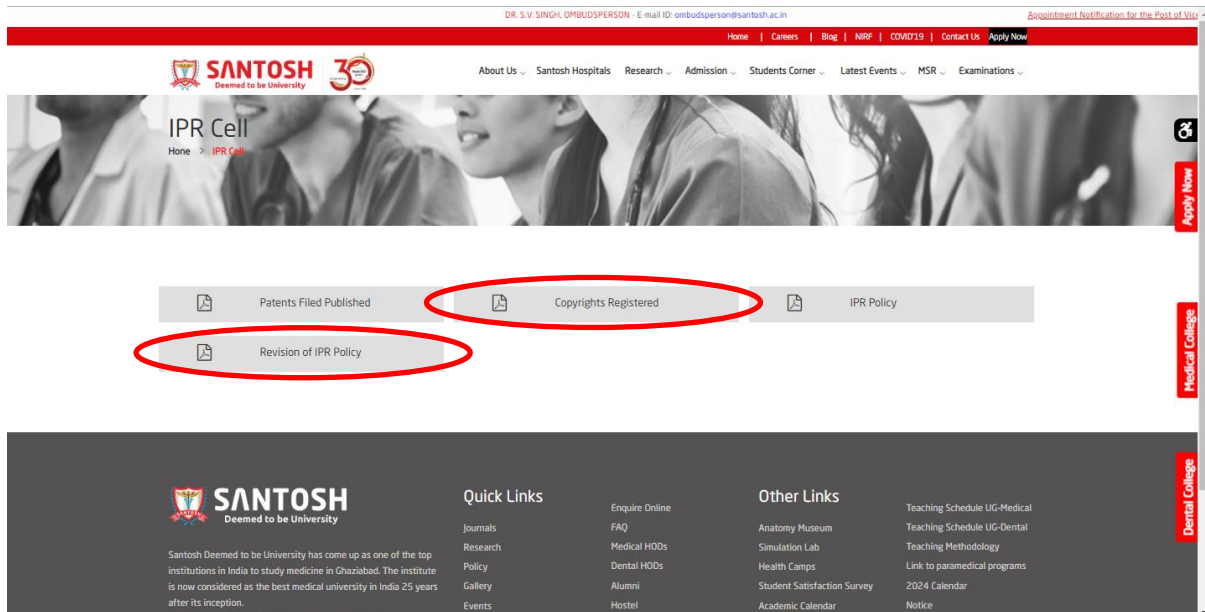 DR. S.V. SINGH, OMBUDSPERSON - E-mail ID: ombudsperson@santosh.ac.in
Appointment Notification for the Post of Vice
Home | Careers | Blog | NIRF | COVID'19 | Contact Us Apply Now
SANTOSH
Deemed to be University
30
About Us Santosh Hospitals Research Admission Students Corner Latest Events MSR Examinations
IPR Cell
Hone > IPR Cell
Apply Now
Patents Filed Published
Copyrights Registered
IPR Policy
Revision of IPR Policy
Medical College
Dental College
SANTOSH
Deemed to be University
Santosh Deemed to be University has come up as one of the top
institutions in India to study medicine in Ghaziabad. The institute
is now considered as the best medical university in India 25 years
after its inception.
Quick Links
Journals
Research
Policy
Gallery
Events
Enquire Online
FAQ
Medical HODs
Dental HODs
Alumni
Hostel
Other Links
Anatomy Museum
Simulation Lab
Health Camps
Student Satisfaction Survey
Academic Calendar
Teaching Schedule UG-Medical
Teaching Schedule UG-Dental
Teaching Methodology
Link to paramedical programs
2024 Calendar
Notice